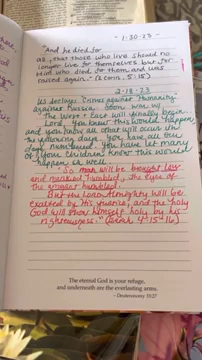 - 1-30-23 -
"And he died for
all, that those who live should no
longer live for themselves but for
Him who died for them and was
raised again." (2 Corin. 5:15)
2-18-23
US declares Crimes against Humanity
against Russia. Soon WW III
The West + East will finally begin.
Lord, you knew this would happen
and you know all what will occur in
the upcoming days. You have all our
days numbered. You have let many
of your children know this would
happen as well.
"So man will be brought low
and mankind humbled, the eyes of
the arrogant humbled.
But the Lord Almighty will be
exalted by his justice, and the holy
God will show himself holy by his
righteousness." (Isaiah 5:15-16)
The eternal God is your refuge,
and underneath are the everlasting arms.
– Deuteronomy 33:27